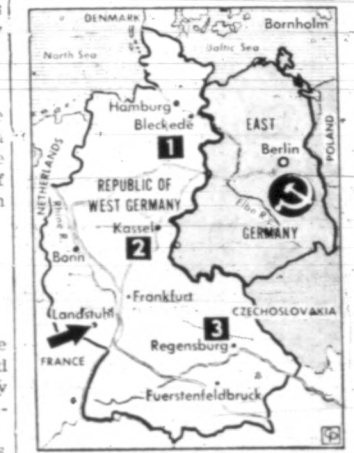 DENMARK
Bornholm
North Sea
Baltic Sea
Hamburg
Bleckede
EAST
POLAND
1
Berlin
NETHERLANDS
REPUBLIC OF
WEST GERMANY
Rhine R.
Elbe R.
GERMANY
Kassel
2
Bonn
Frankfurt
CZECHOSLOVAKIA
Landstuhl
3
Regensburg
FRANCE
Fuerstenfeldbruck